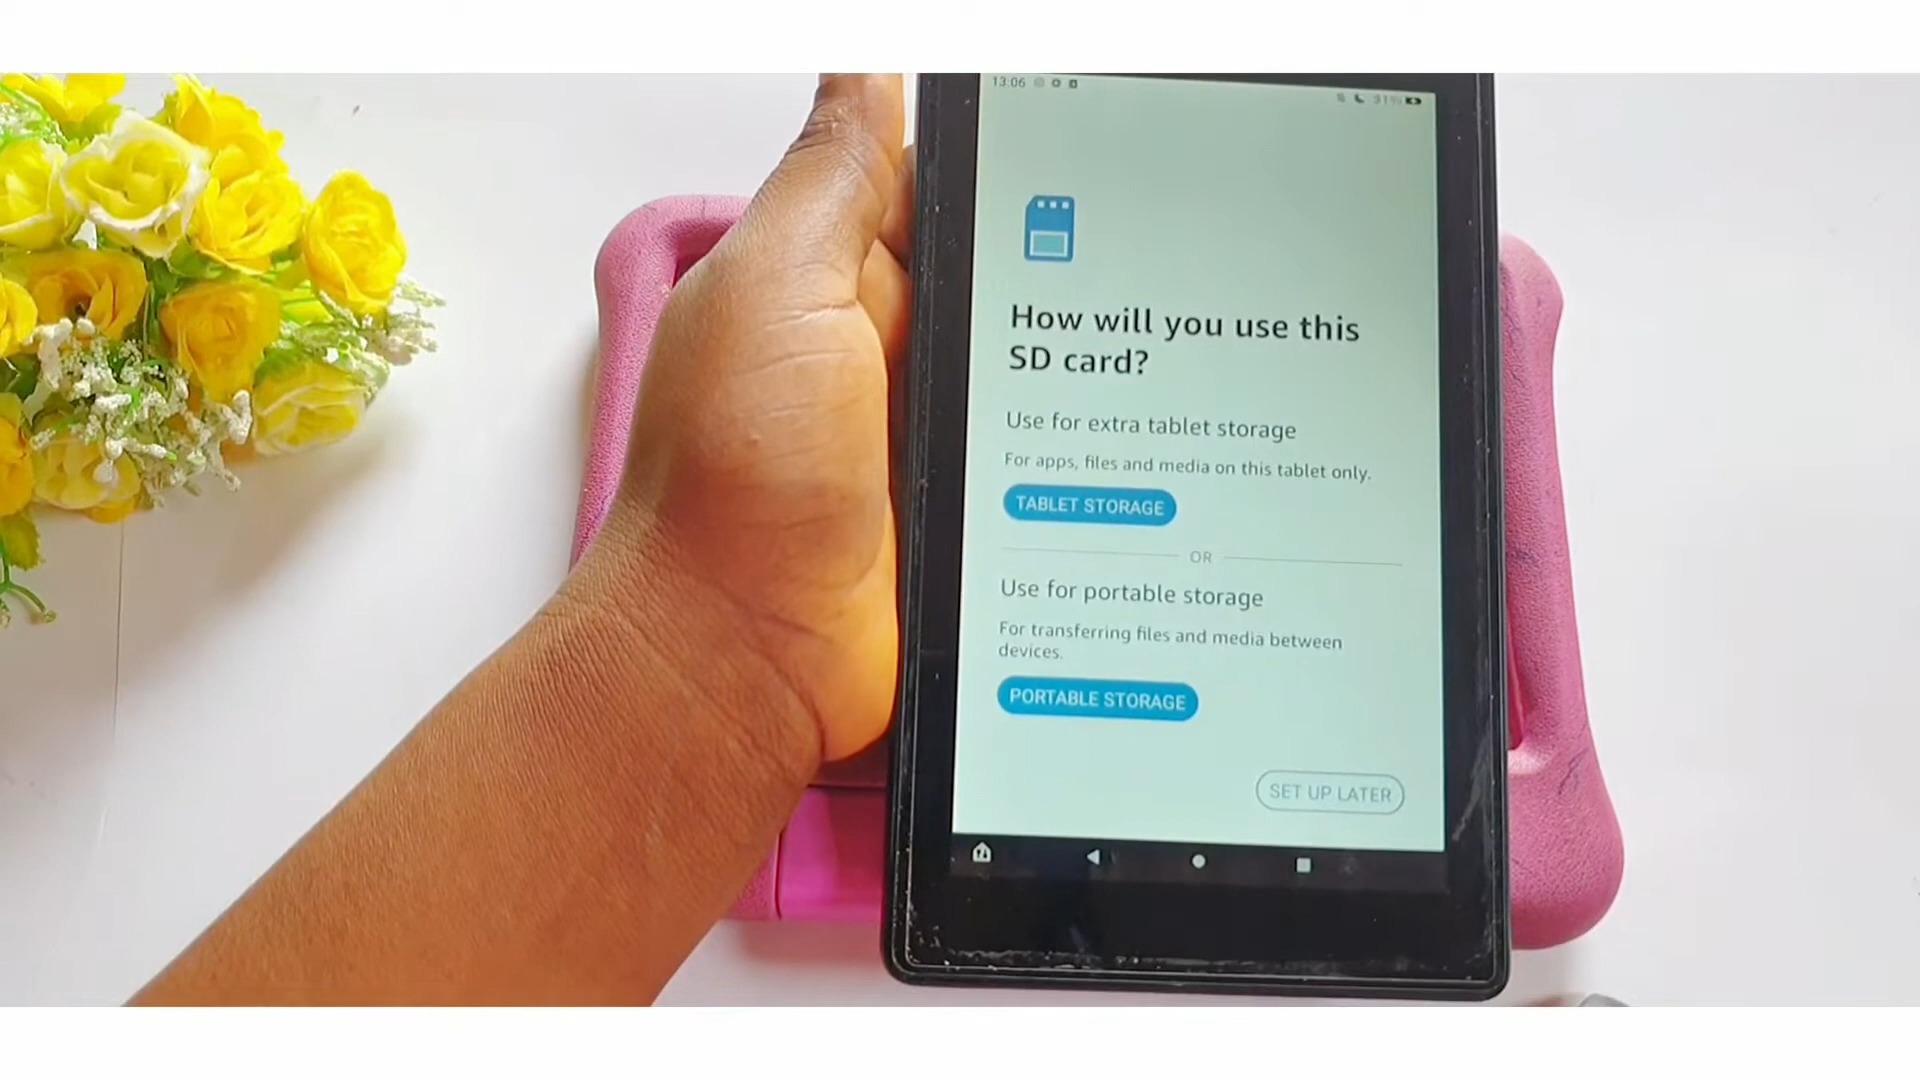 13:06
31%
How will you use this
SD card?
Use for extra tablet storage
For apps, files and media on this tablet only.
TABLET STORAGE
OR
Use for portable storage
For transferring files and media between
devices.
PORTABLE STORAGE
SET UP LATER